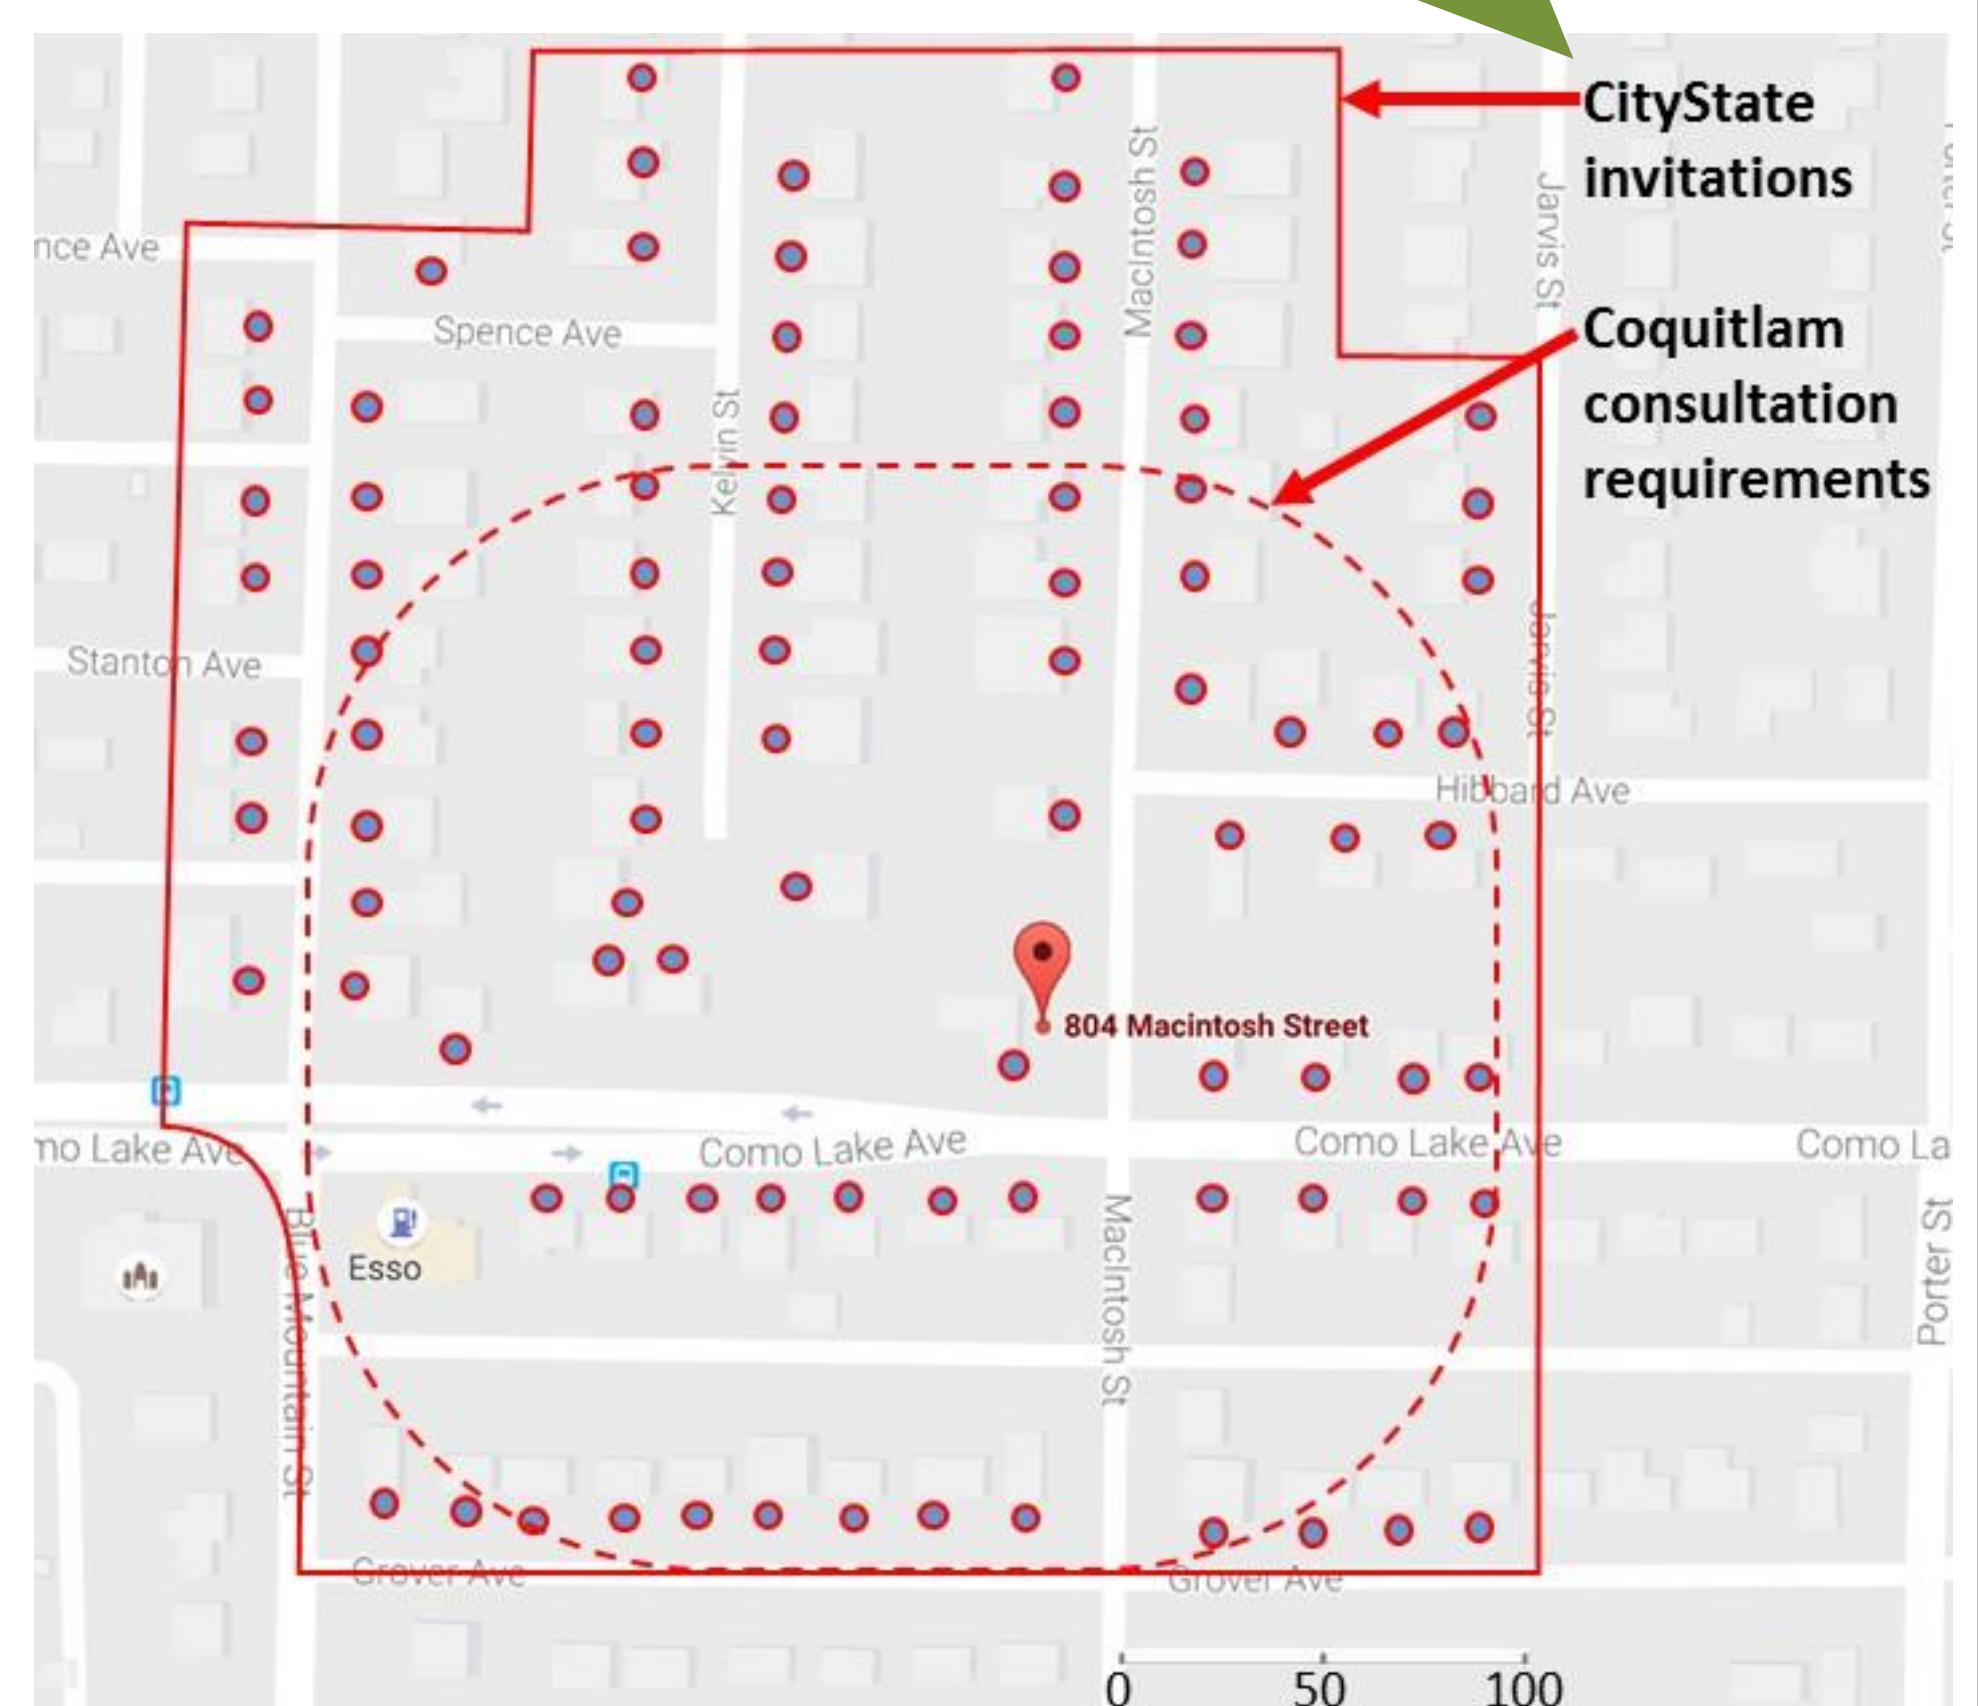 CityState
invitations
MacIntosh St
Jarvis St
nce Ave
Spence Ave
Coquitlam
consultation
requirements
Kelvin St
Stanton Ave
Jarvis St
Hibbard Ave
804 Macintosh Street
mo Lake Ave
Como Lake Ave
Como Lake Ave
Como La
Blue Mountain St
Esso
MacIntosh St
Porter St
Grover Ave
Grover Ave
0 50 100